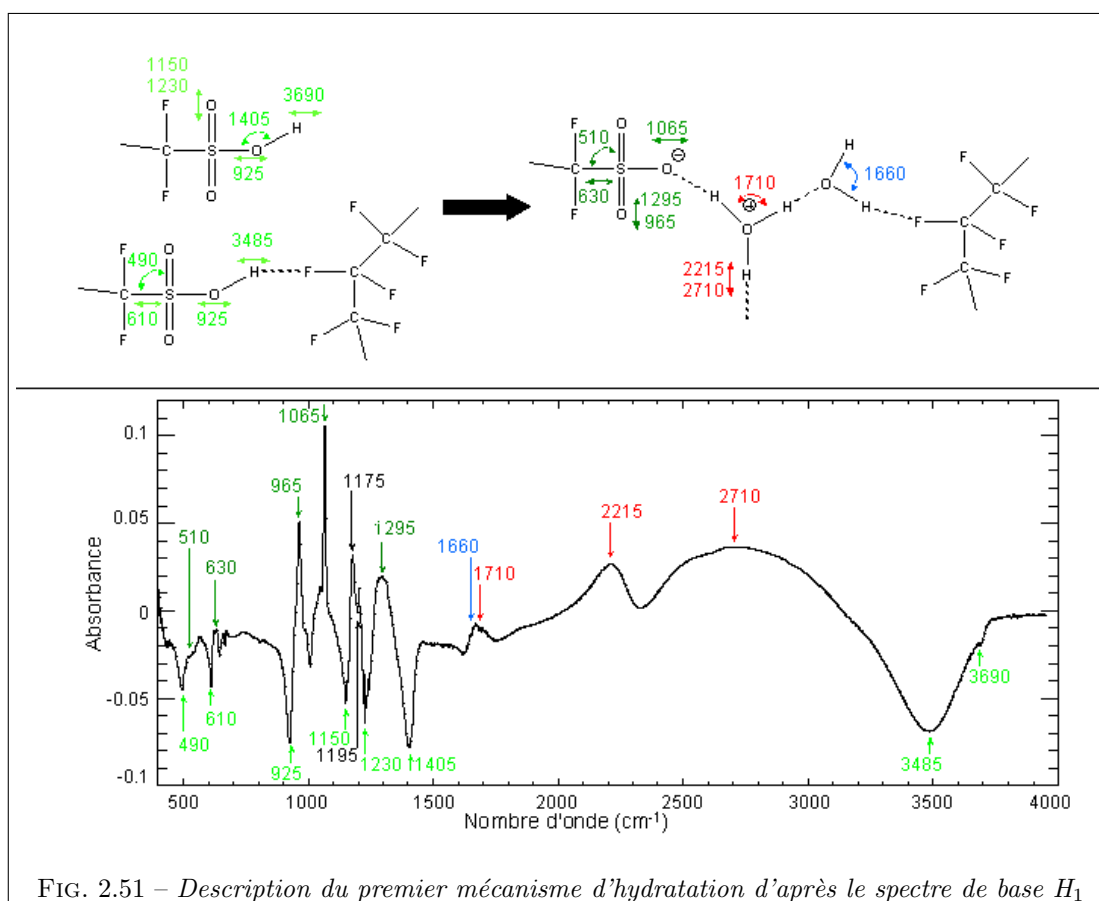 1150
1230
3690
F
O
1405
H
C
S
O
925
F
O
F
O
3485
490
H
F
C
F
F
C
S
O
F
610
925
F
O
F
F
F
O
1065
510
⊖
C
S
O
630
1295
965
F
O
H
1710
⊕
H
O
H
2215
2710
H
O
1660
H
F
F
F
F
F
0.1
0.05
0
-0.05
-0.1
Absorbance
1065
1175
965
1295
510
630
1660
1710
2215
2710
490
610
925
1150
1195
1230
1405
3485
3690
500 1000 1500 2000 2500 3000 3500 4000
Nombre d'onde (cm-1)
FIG. 2.51 – Description du premier mécanisme d'hydratation d'après le spectre de base H1